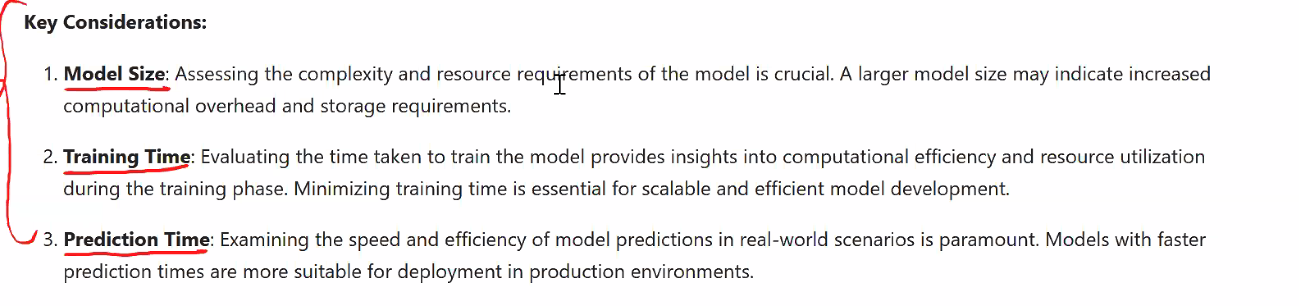 Key Considerations:
1. Model Size: Assessing the complexity and resource requirements of the model is crucial. A larger model size may indicate increased
computational overhead and storage requirements.
2. Training Time: Evaluating the time taken to train the model provides insights into computational efficiency and resource utilization
during the training phase. Minimizing training time is essential for scalable and efficient model development.
3. Prediction Time: Examining the speed and efficiency of model predictions in real-world scenarios is paramount. Models with faster
prediction times are more suitable for deployment in production environments.